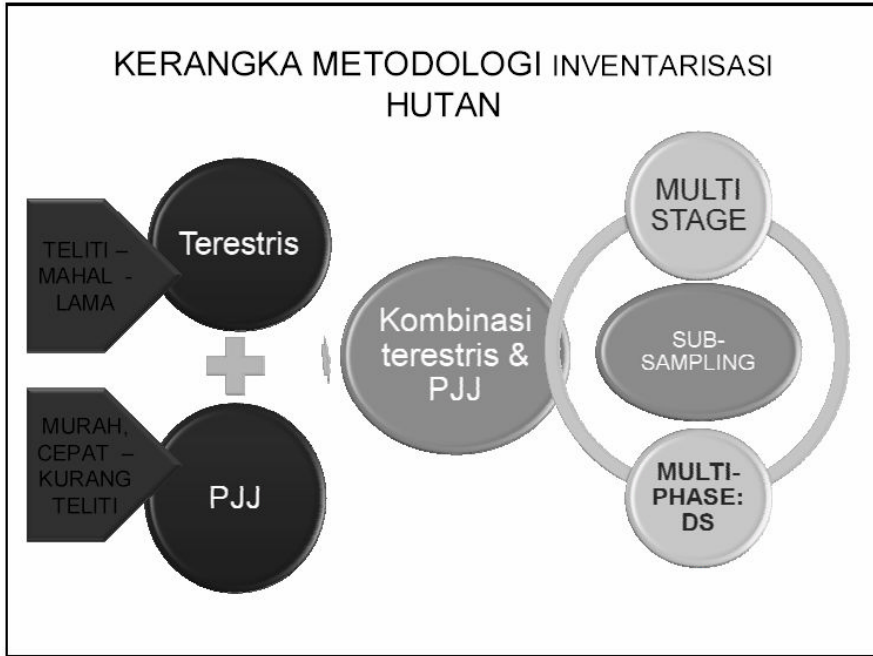 KERANGKA METODOLOGI INVENTARISASI
HUTAN
TELITI –
MAHAL -
LAMA
Terestris
MURAH,
CEPAT –
KURANG
TELITI
PJJ
Kombinasi
terestris &
PJJ
MULTI
STAGE
SUB-
SAMPLING
MULTI-
PHASE:
DS